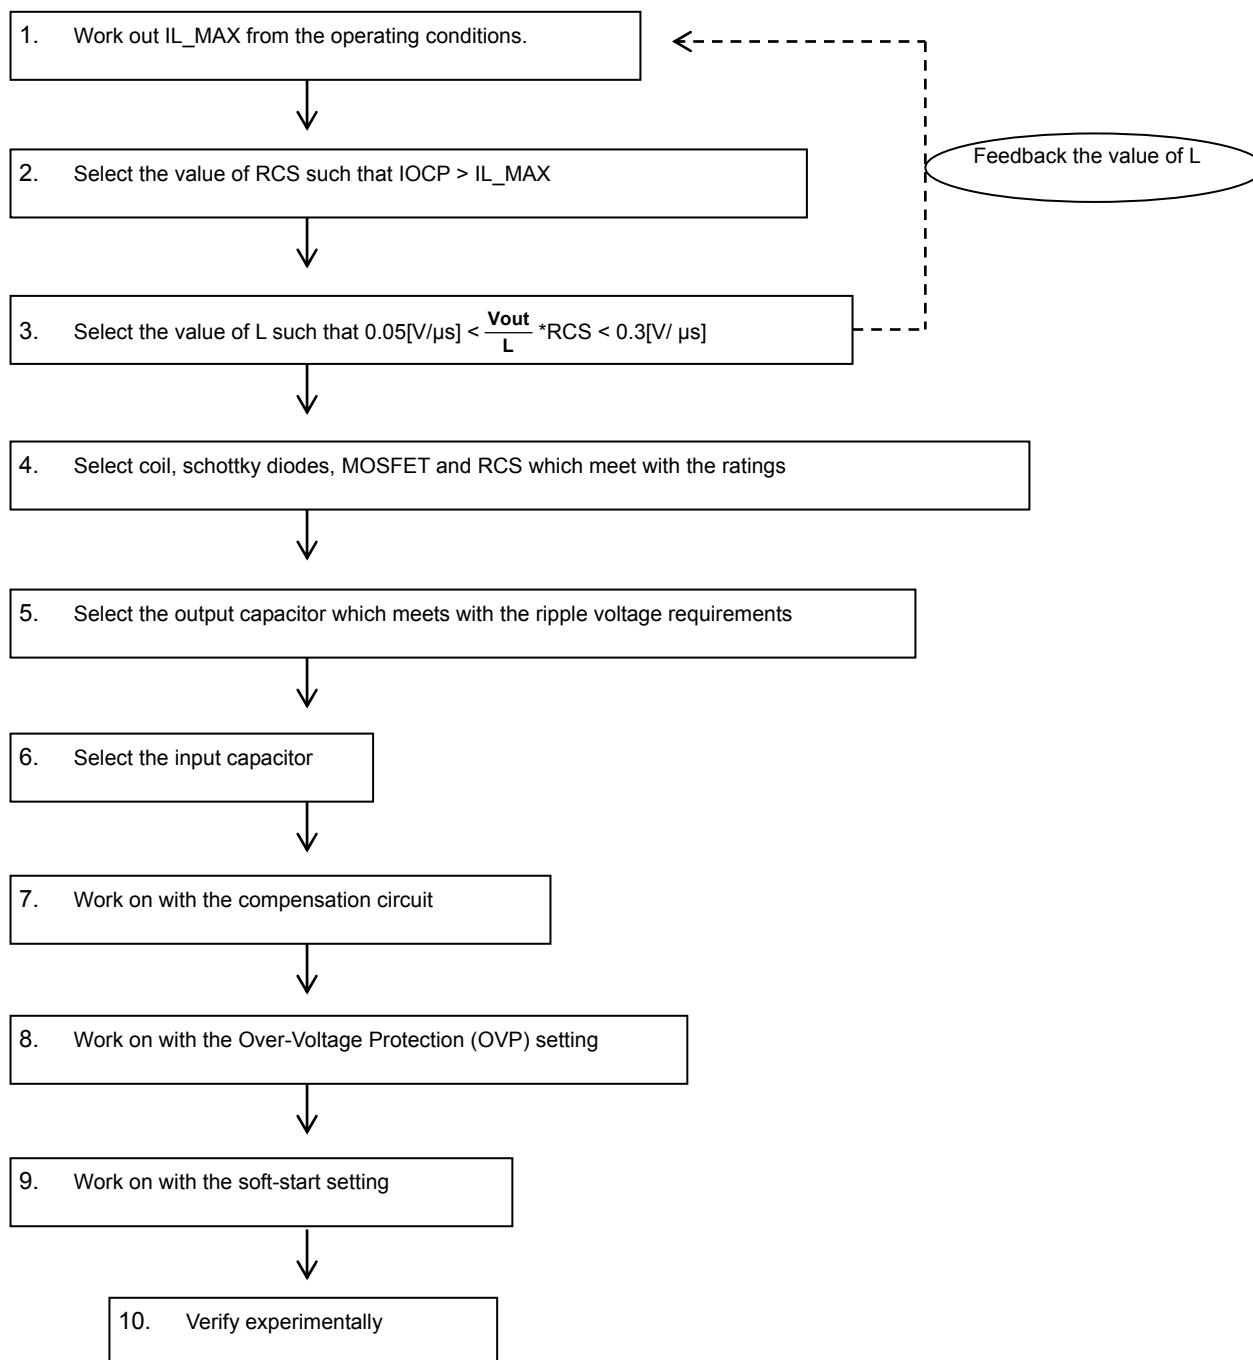 1. Work out IL_MAX from the operating conditions.
2. Select the value of RCS such that IOCP > IL_MAX
Feedback the value of L
3. Select the value of L such that 0.05[V/µs] < Vout/L *RCS < 0.3[V/ µs]
4. Select coil, schottky diodes, MOSFET and RCS which meet with the ratings
5. Select the output capacitor which meets with the ripple voltage requirements
6. Select the input capacitor
7. Work on with the compensation circuit
8. Work on with the Over-Voltage Protection (OVP) setting
9. Work on with the soft-start setting
10. Verify experimentally